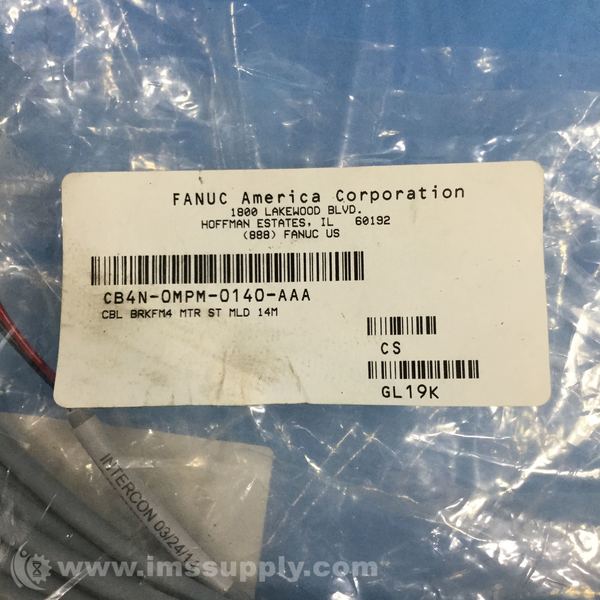 FANUC America Corporation
1800 LAKEWOOD BLVD.
HOFFMAN ESTATES, IL 60192
(888) FANUC US
CB4N-0MPM-0140-AAA
CBL BRKFM4 MTR ST MLD 14M
CS
GL19K
INTERCON 03/24/1
www.imssupply.com